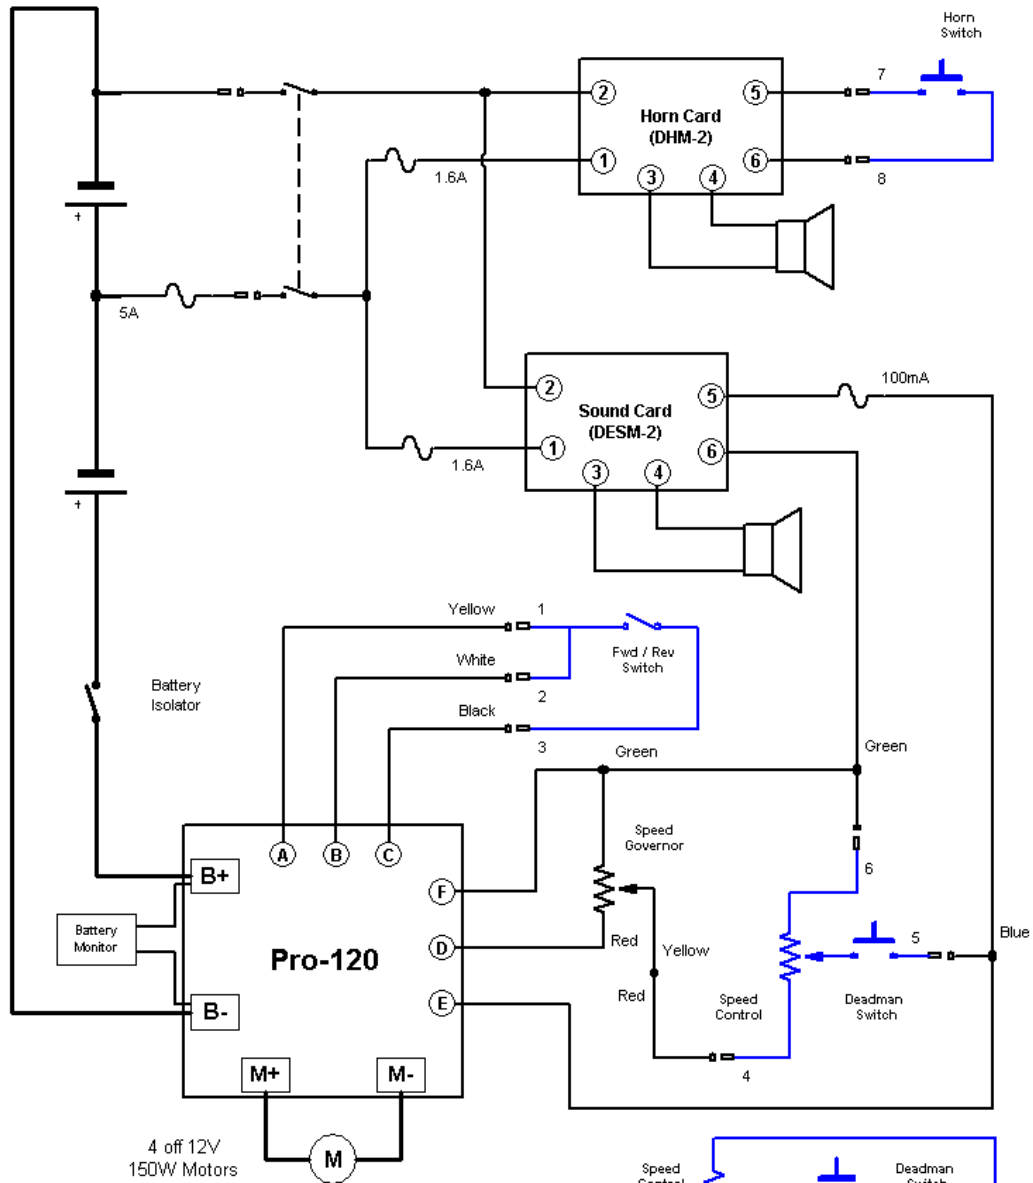 Horn
Switch
7
2
5
Horn Card
(DHM-2)
1
6
1.6A
3
4
8
+
5A
2
5
100mA
Sound Card
(DESM-2)
1
6
1.6A
3
4
+
Yellow
1
Fwd / Rev
Switch
White
2
Battery
Isolator
Black
3
Green
Green
A
B
C
Speed
Governor
6
B+
F
Battery
Monitor
Pro-120
D
Red
Yellow
5
Blue
Red
Speed
Control
Deadman
Switch
B-
E
4
M+
M-
4 off 12V
150W Motors
M
Speed
Control
Deadman
Switch